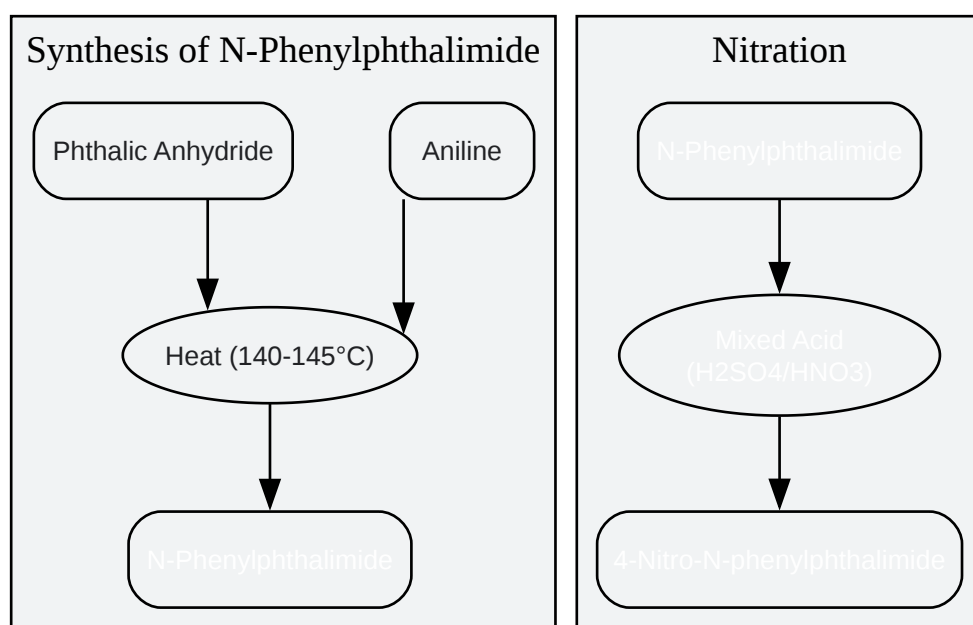 Synthesis of N-Phenylphthalimide
Phthalic Anhydride
Aniline
Heat (140-145°C)
N-Phenylphthalimide
Nitration
N-Phenylphthalimide
Mixed Acid
(H2SO4/HNO3)
4-Nitro-N-phenylphthalimide